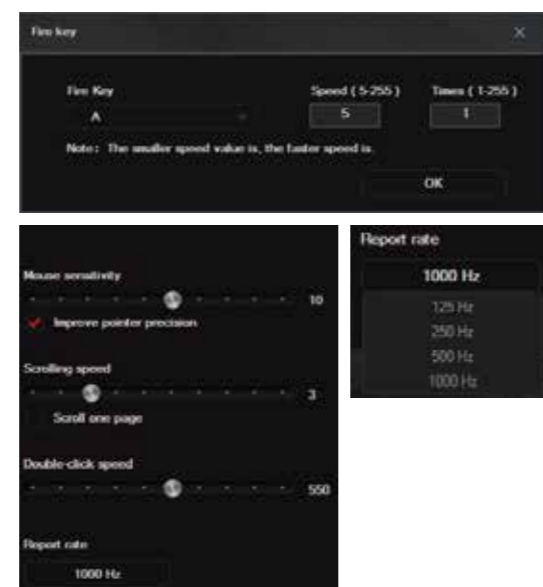 Fire key
Fire Key Speed ( 5-255 ) Times ( 1-255 )
A 5 1
Note: The smaller speed value is, the faster speed is.
OK
Mouse sensitivity
10
Improve pointer precision
Scrolling speed
3
Scroll one page
Double-click speed
550
Report rate
1000 Hz
Report rate
1000 Hz
125 Hz
250 Hz
500 Hz
1000 Hz